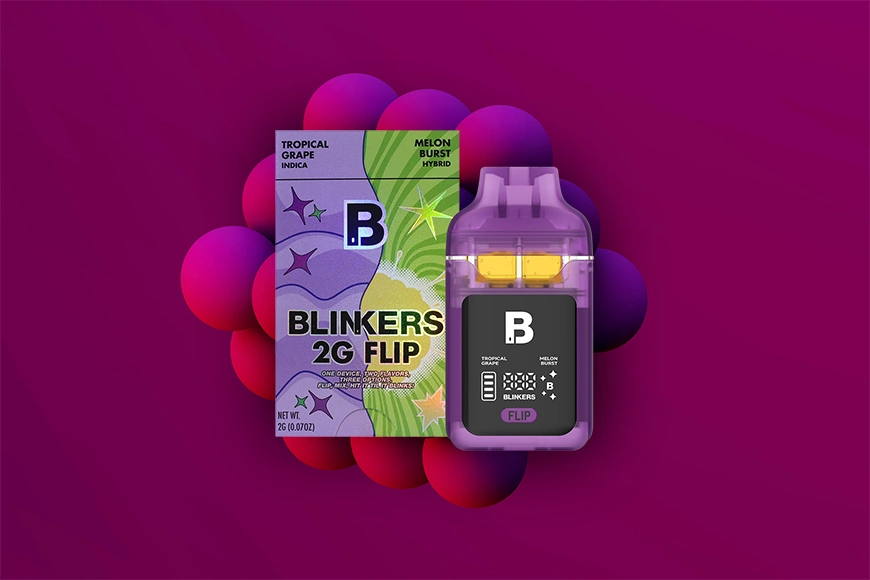 TROPICAL
GRAPE
INDICA
MELON
BURST
HYBRID
B
BLINKERS
2G FLIP
ONE DEVICE, TWO FLAVORS,
THREE OPTIONS.
FLIP, MIX, HIT IT TIL IT BLINKS!
NET WT.
2G (0.07OZ)
B
TROPICAL
GRAPE
MELON
BURST
888
B
BLINKERS
FLIP